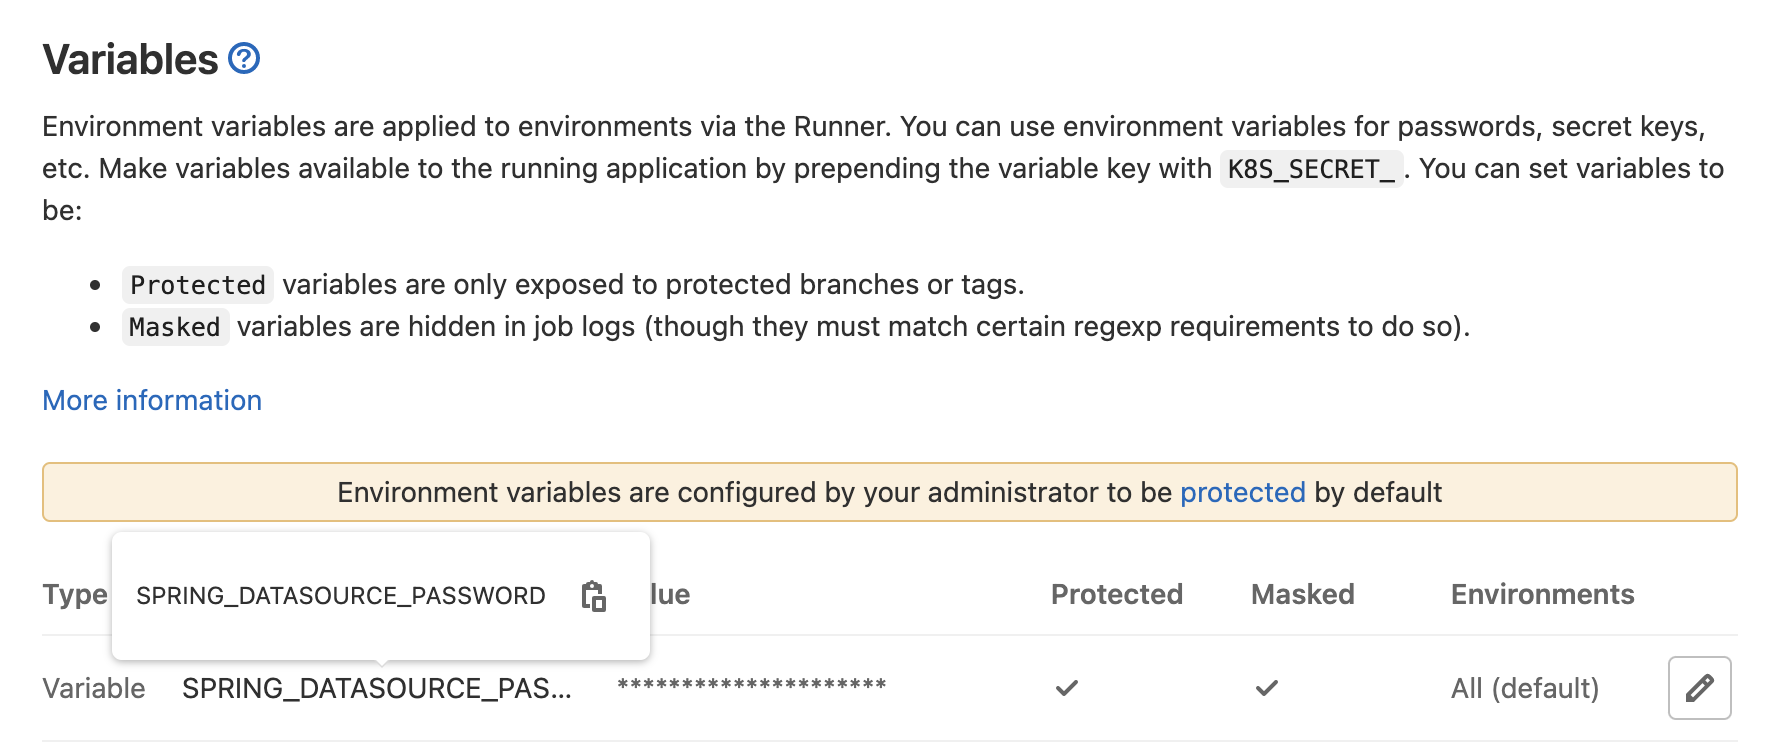 Variables
Environment variables are applied to environments via the Runner. You can use environment variables for passwords, secret keys,
etc. Make variables available to the running application by prepending the variable key with K8S_SECRET_. You can set variables to
be:
Protected variables are only exposed to protected branches or tags.
Masked variables are hidden in job logs (though they must match certain regexp requirements to do so).
More information
Environment variables are configured by your administrator to be protected by default
SPRING_DATASOURCE_PASSWORD
Type lue Protected Masked Environments
Variable SPRING_DATASOURCE_PAS... ********************* All (default)